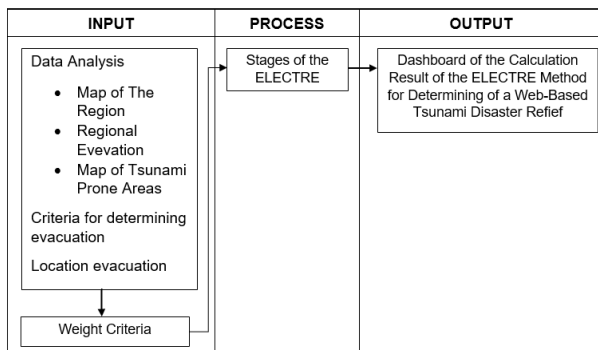 INPUT
PROCESS
OUTPUT
Data Analysis
• Map of The
Region
• Regional
Evevation
• Map of Tsunami
Prone Areas
Criteria for determining
evacuation
Location evacuation
Weight Criteria
Stages of the
ELECTRE
Dashboard of the Calculation
Result of the ELECTRE Method
for Determining of a Web-Based
Tsunami Disaster Refief